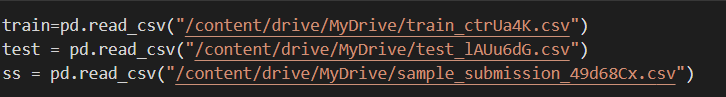 train=pd.read_csv("/content/drive/MyDrive/train_ctrUa4K.csv")
test = pd.read_csv("/content/drive/MyDrive/test_lAUu6dG.csv")
ss = pd.read_csv("/content/drive/MyDrive/sample_submission_49d68Cx.csv")